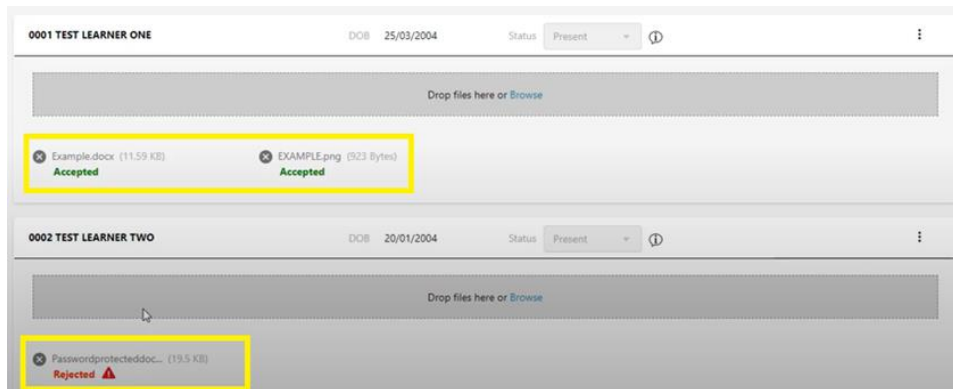 0001 TEST LEARNER ONE DOB 25/03/2004 Status Present
Drop files here or Browse
Example.docx (11.59 KB) EXAMPLE.png (923 Bytes)
Accepted Accepted
0002 TEST LEARNER TWO DOB 20/01/2004 Status Present
Drop files here or Browse
Passwordprotecteddoc... (19.5 KB)
Rejected